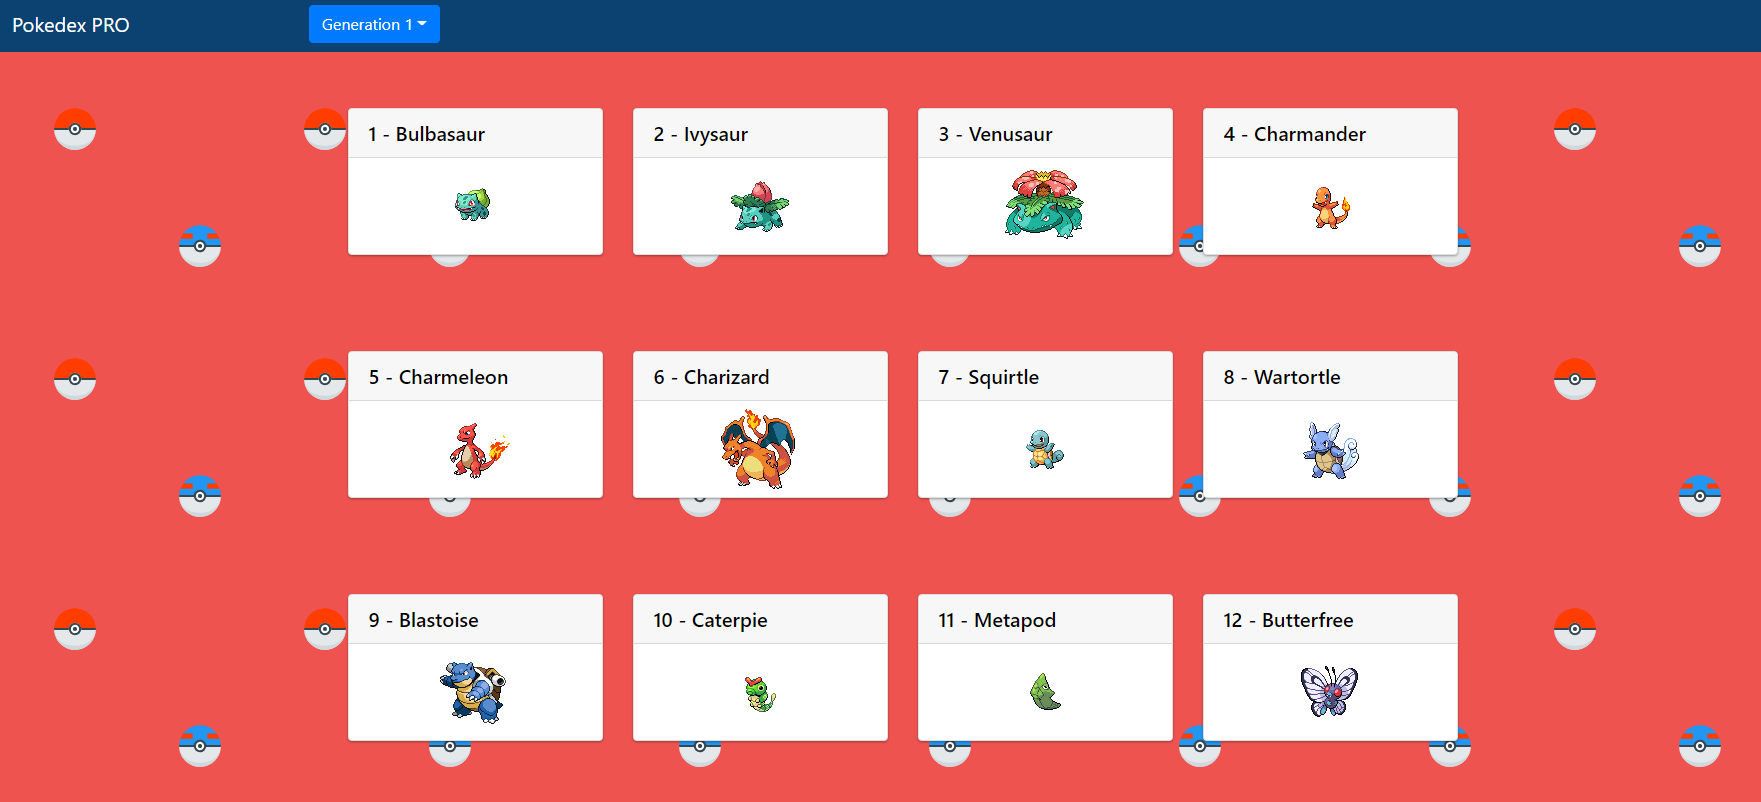 Pokedex PRO
Generation 1
1 - Bulbasaur
2 - Ivysaur
3 - Venusaur
4 - Charmander
5 - Charmeleon
6 - Charizard
7 - Squirtle
8 - Wartortle
9 - Blastoise
10 - Caterpie
11 - Metapod
12 - Butterfree